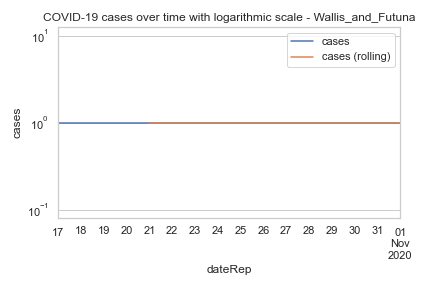 COVID-19 cases over time with logarithmic scale - Wallis_and_Futuna
cases
cases (rolling)
10¹
10⁰
10⁻¹
cases
17 18 19 20 21 22 23 24 25 26 27 28 29 30 31 01
Nov
2020
dateRep